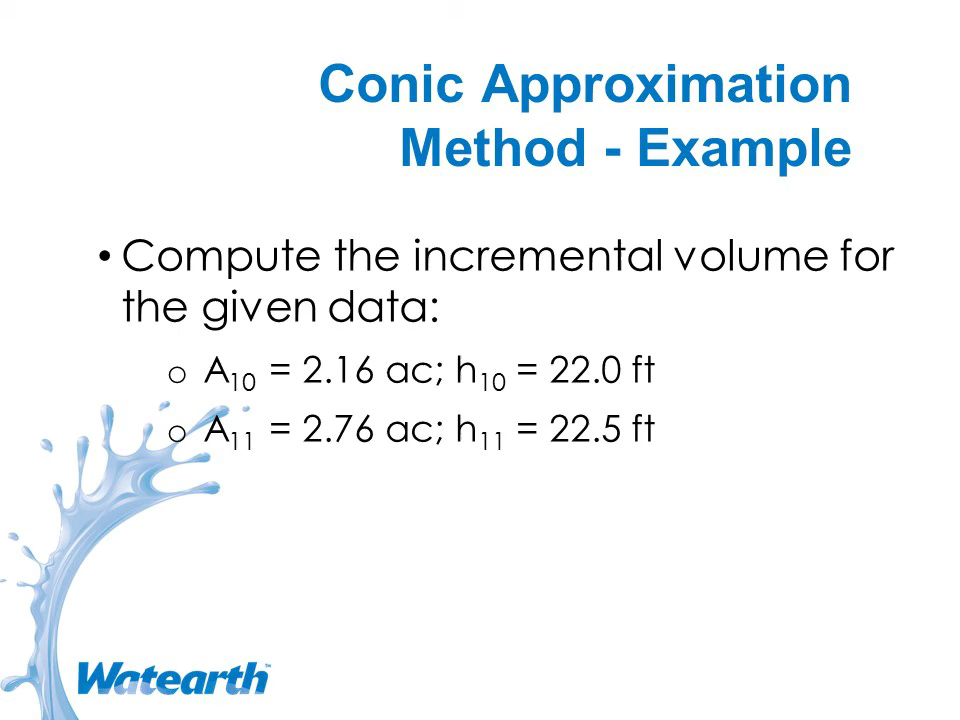 Conic Approximation
Method - Example
• Compute the incremental volume for
the given data:
o A₁₀ = 2.16 ac; h₁₀ = 22.0 ft
o A₁₁ = 2.76 ac; h₁₁ = 22.5 ft
Watearth™